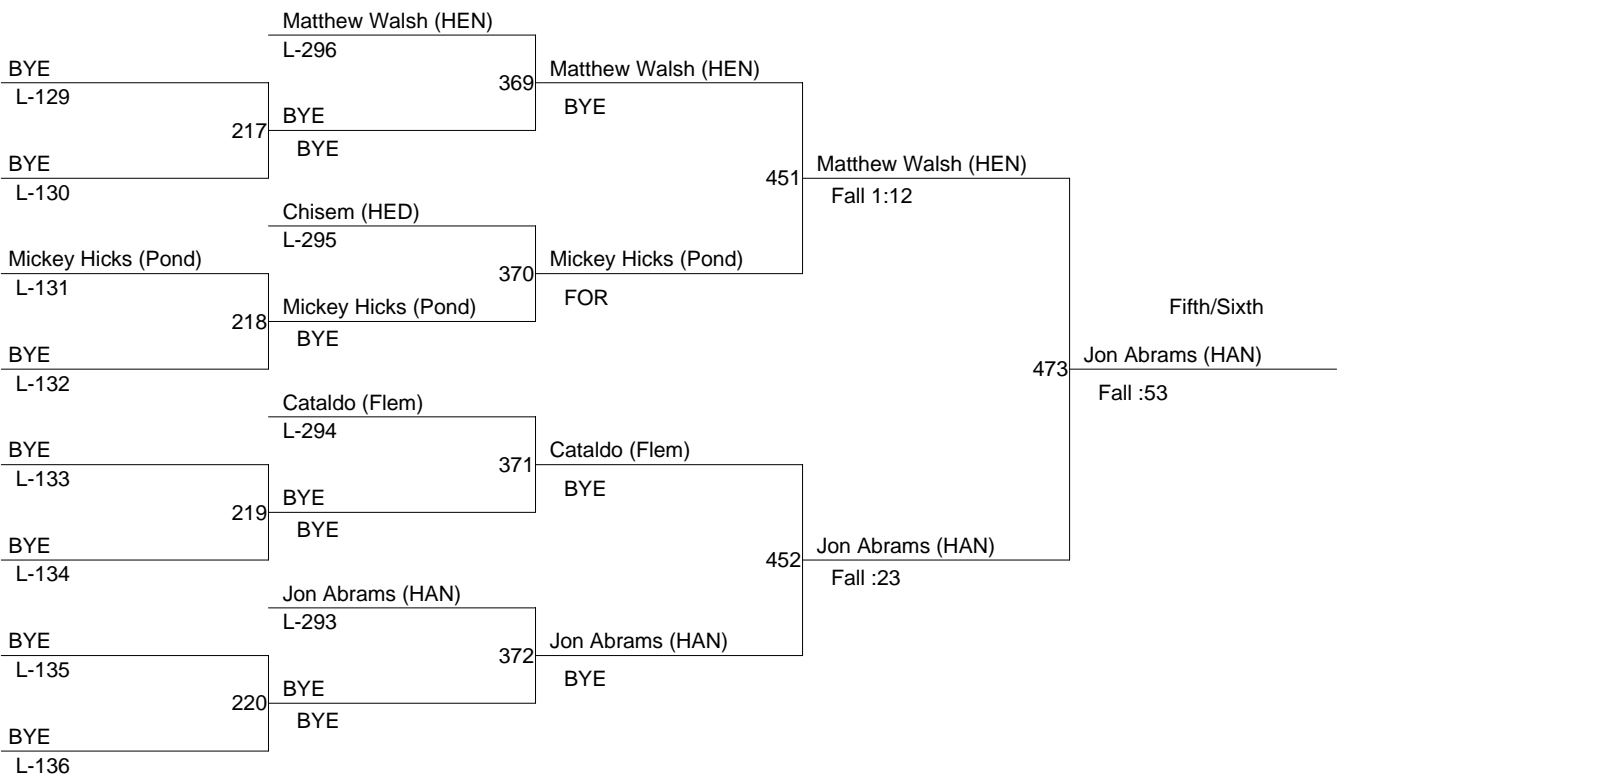 Matthew Walsh (HEN)
L-296
BYE
L-129
369
Matthew Walsh (HEN)
BYE
217
BYE
BYE
BYE
L-130
451
Matthew Walsh (HEN)
Fall 1:12
Chisem (HED)
L-295
Mickey Hicks (Pond)
L-131
370
Mickey Hicks (Pond)
FOR
218
Mickey Hicks (Pond)
BYE
BYE
L-132
Fifth/Sixth
473
Jon Abrams (HAN)
Fall :53
Cataldo (Flem)
L-294
BYE
L-133
371
Cataldo (Flem)
BYE
219
BYE
BYE
BYE
L-134
452
Jon Abrams (HAN)
Fall :23
Jon Abrams (HAN)
L-293
BYE
L-135
372
Jon Abrams (HAN)
BYE
220
BYE
BYE
BYE
L-136